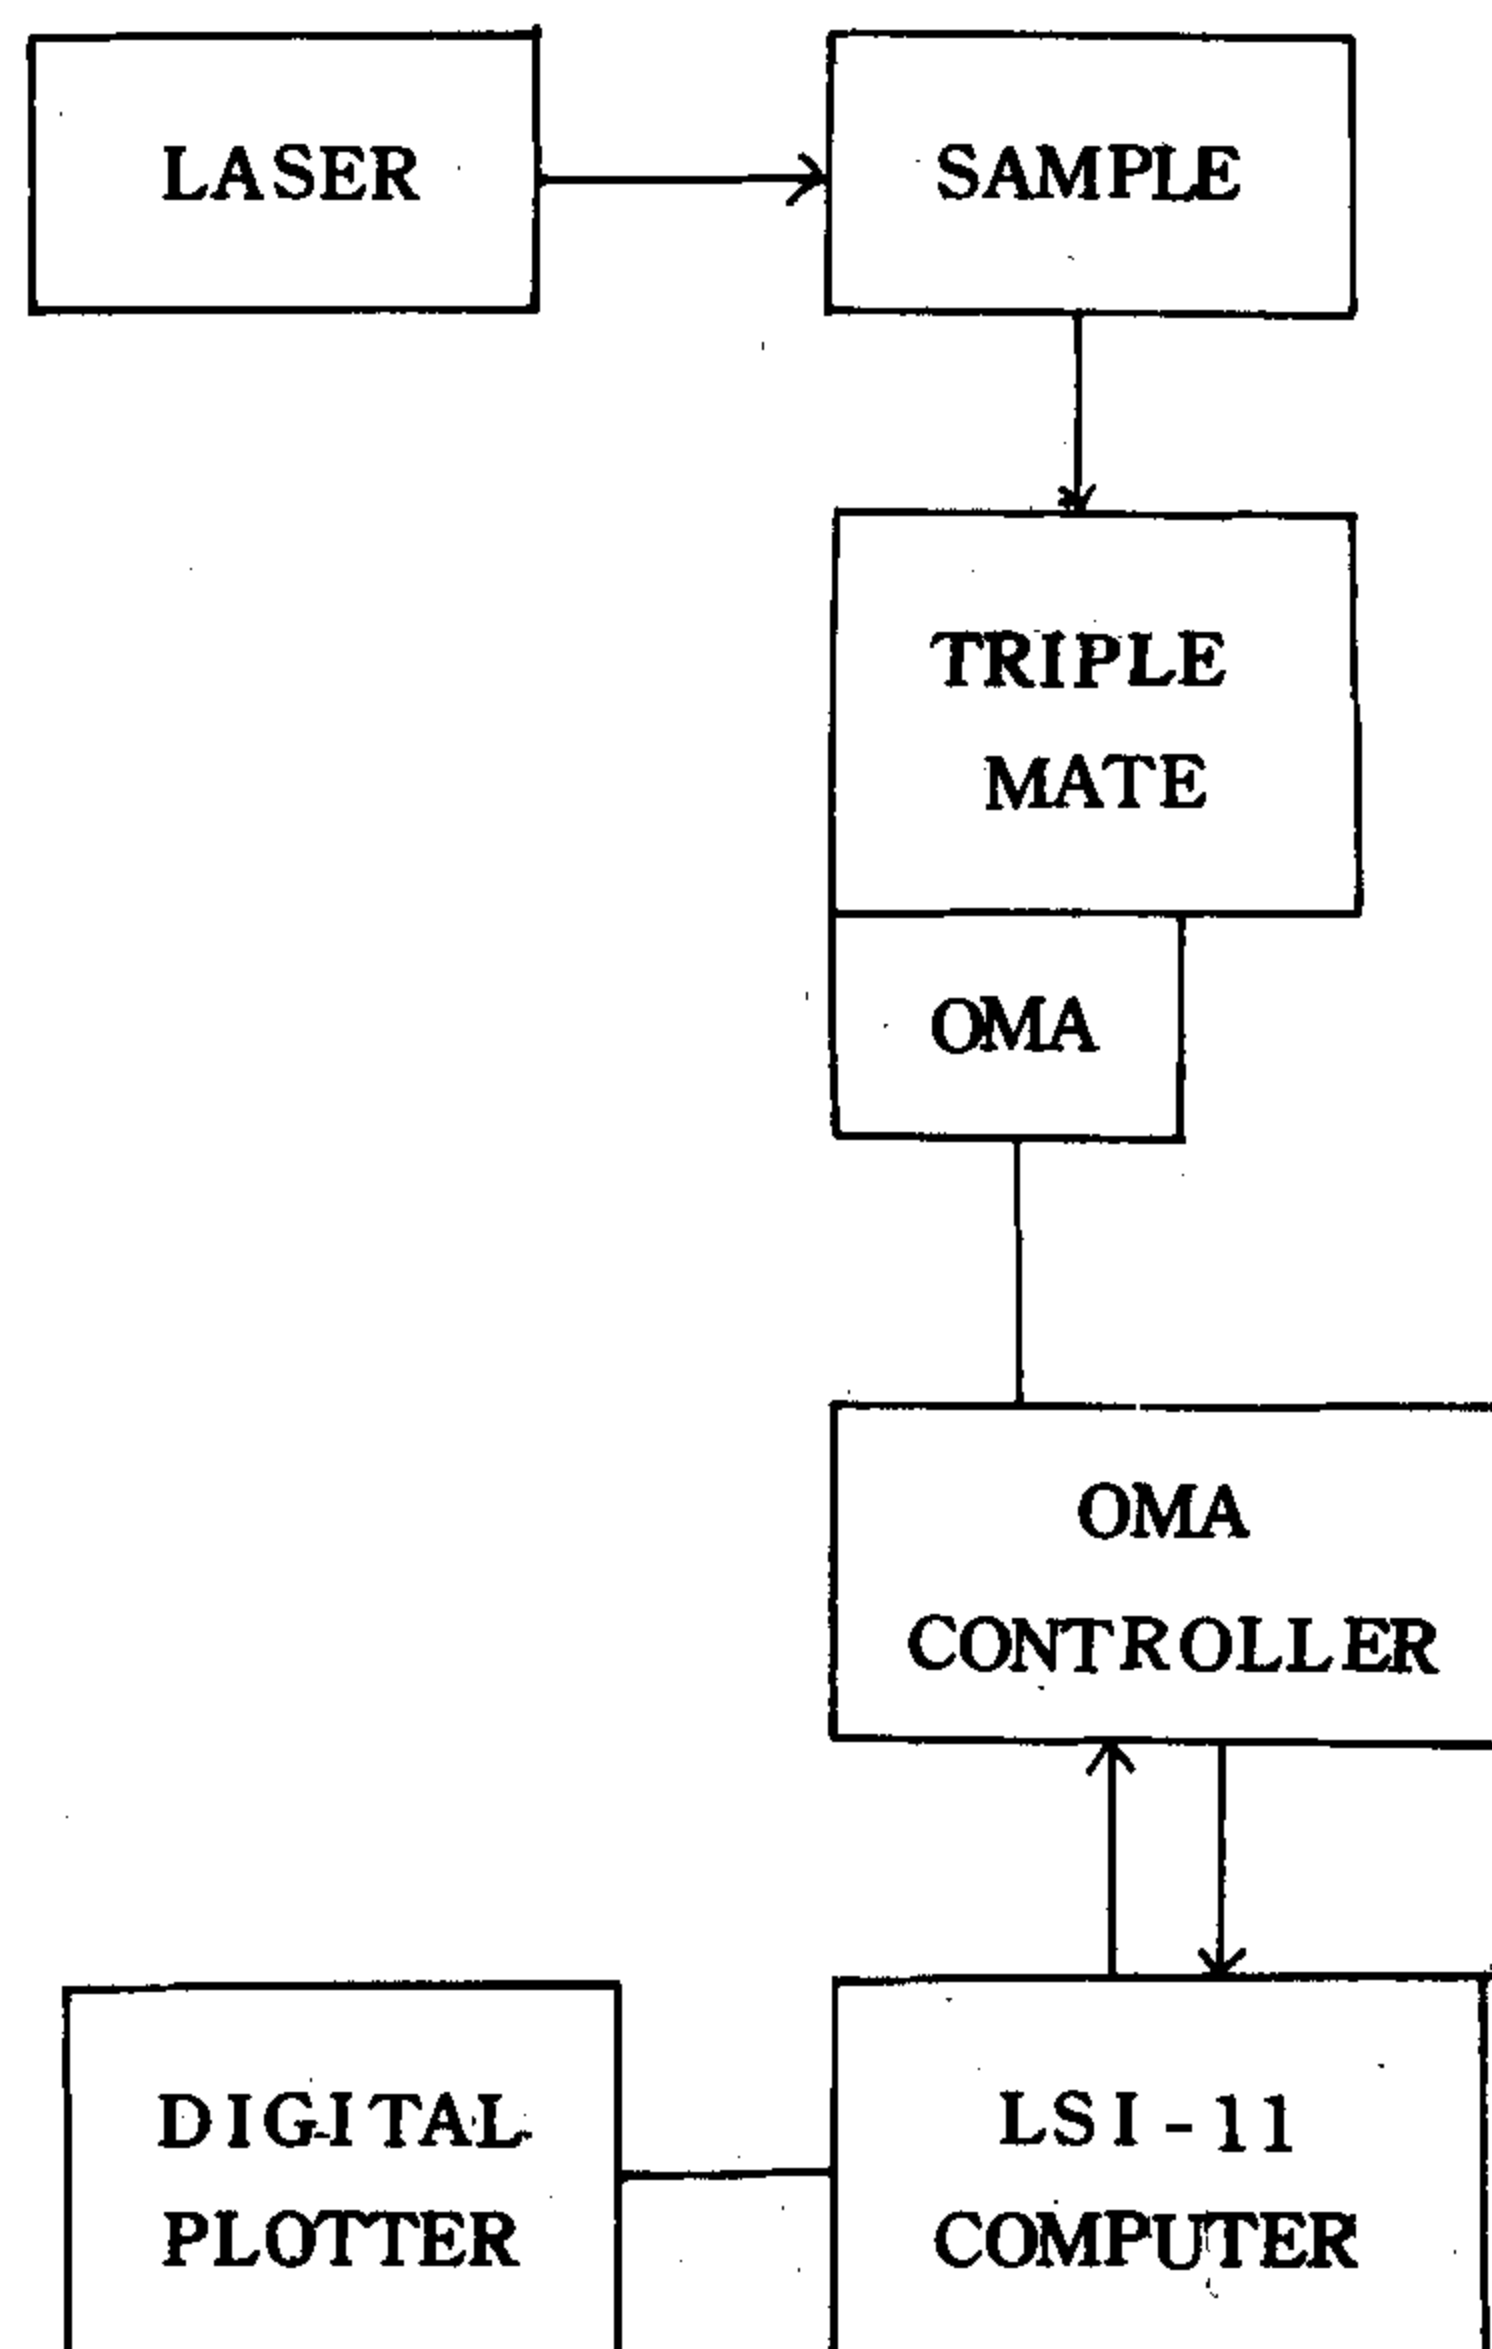 LASER
SAMPLE
TRIPLE
MATE
OMA
OMA
CONTROLLER
DIGITAL
PLOTTER
LSI-11
COMPUTER